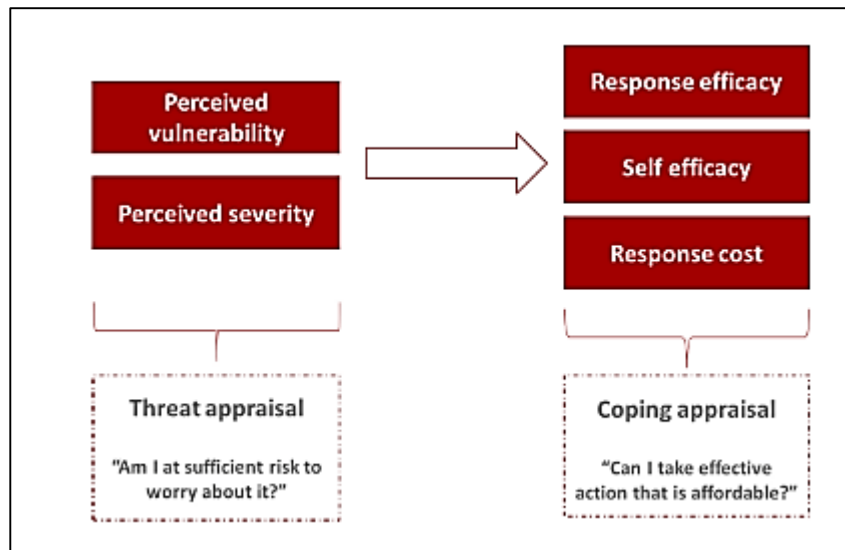 Perceived
vulnerability
Perceived severity
Threat appraisal
"Am I at sufficient risk to
worry about it?"
Response efficacy
Self efficacy
Response cost
Coping appraisal
"Can I take effective
action that is affordable?"